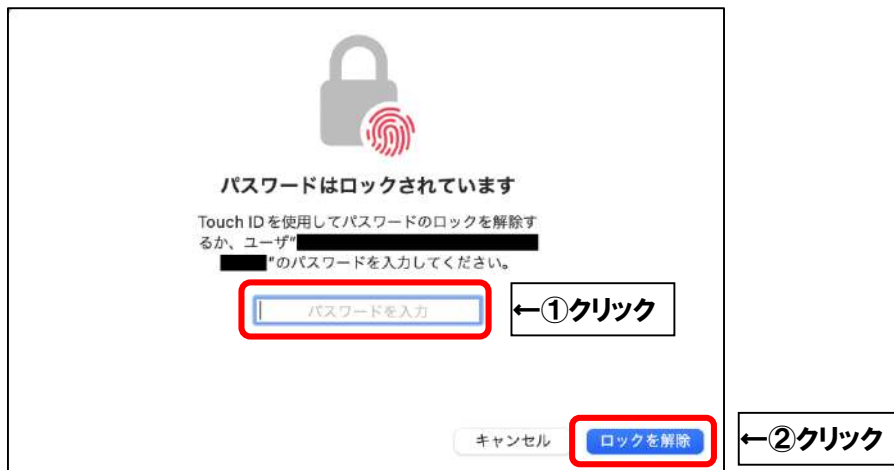 パスワードはロックされています
Touch IDを使用してパスワードのロックを解除す
るか、ユーザ"
"のパスワードを入力してください。
パスワードを入力
←①クリック
キャンセル
ロックを解除
←②クリック